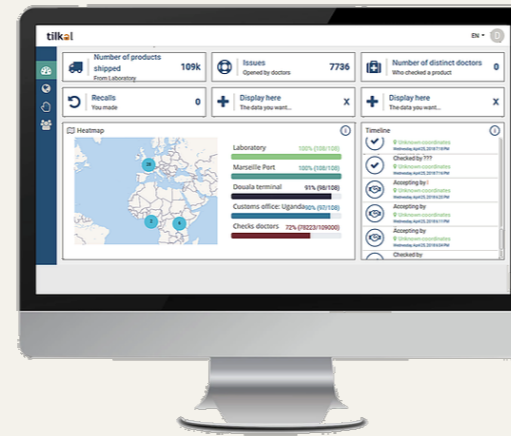 tilkal
EN
D
Number of products shipped
From Laboratory
109k
Issues
Opened by doctors
7736
Number of distinct doctors
Who checked a product
0
Recalls
You made
0
Display here
The data you want...
X
Display here
The data you want...
X
Heatmap
Laboratory 100% (108/108)
Marseille Port 100% (108/108)
Douala terminal 91% (98/108)
Customs office: Uganda 90% (97/108)
Checks doctors 72% (78223/109000)
Timeline
Unknown coordinates
Checked by ???
Unknown coordinates
Accepting by
Unknown coordinates
Accepting by
Unknown coordinates
Accepting by
Unknown coordinates
Checked by